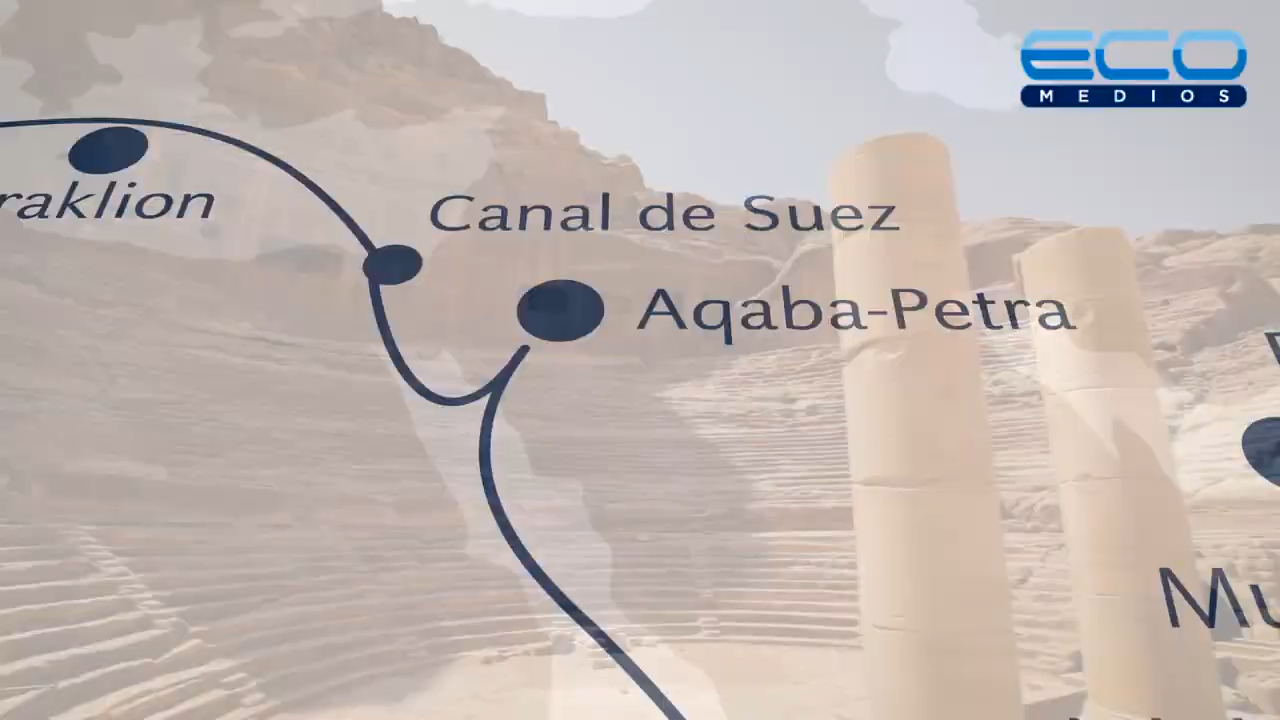 ECO
MEDIOS
raklion
Canal de Suez
Aqaba-Petra
Mu